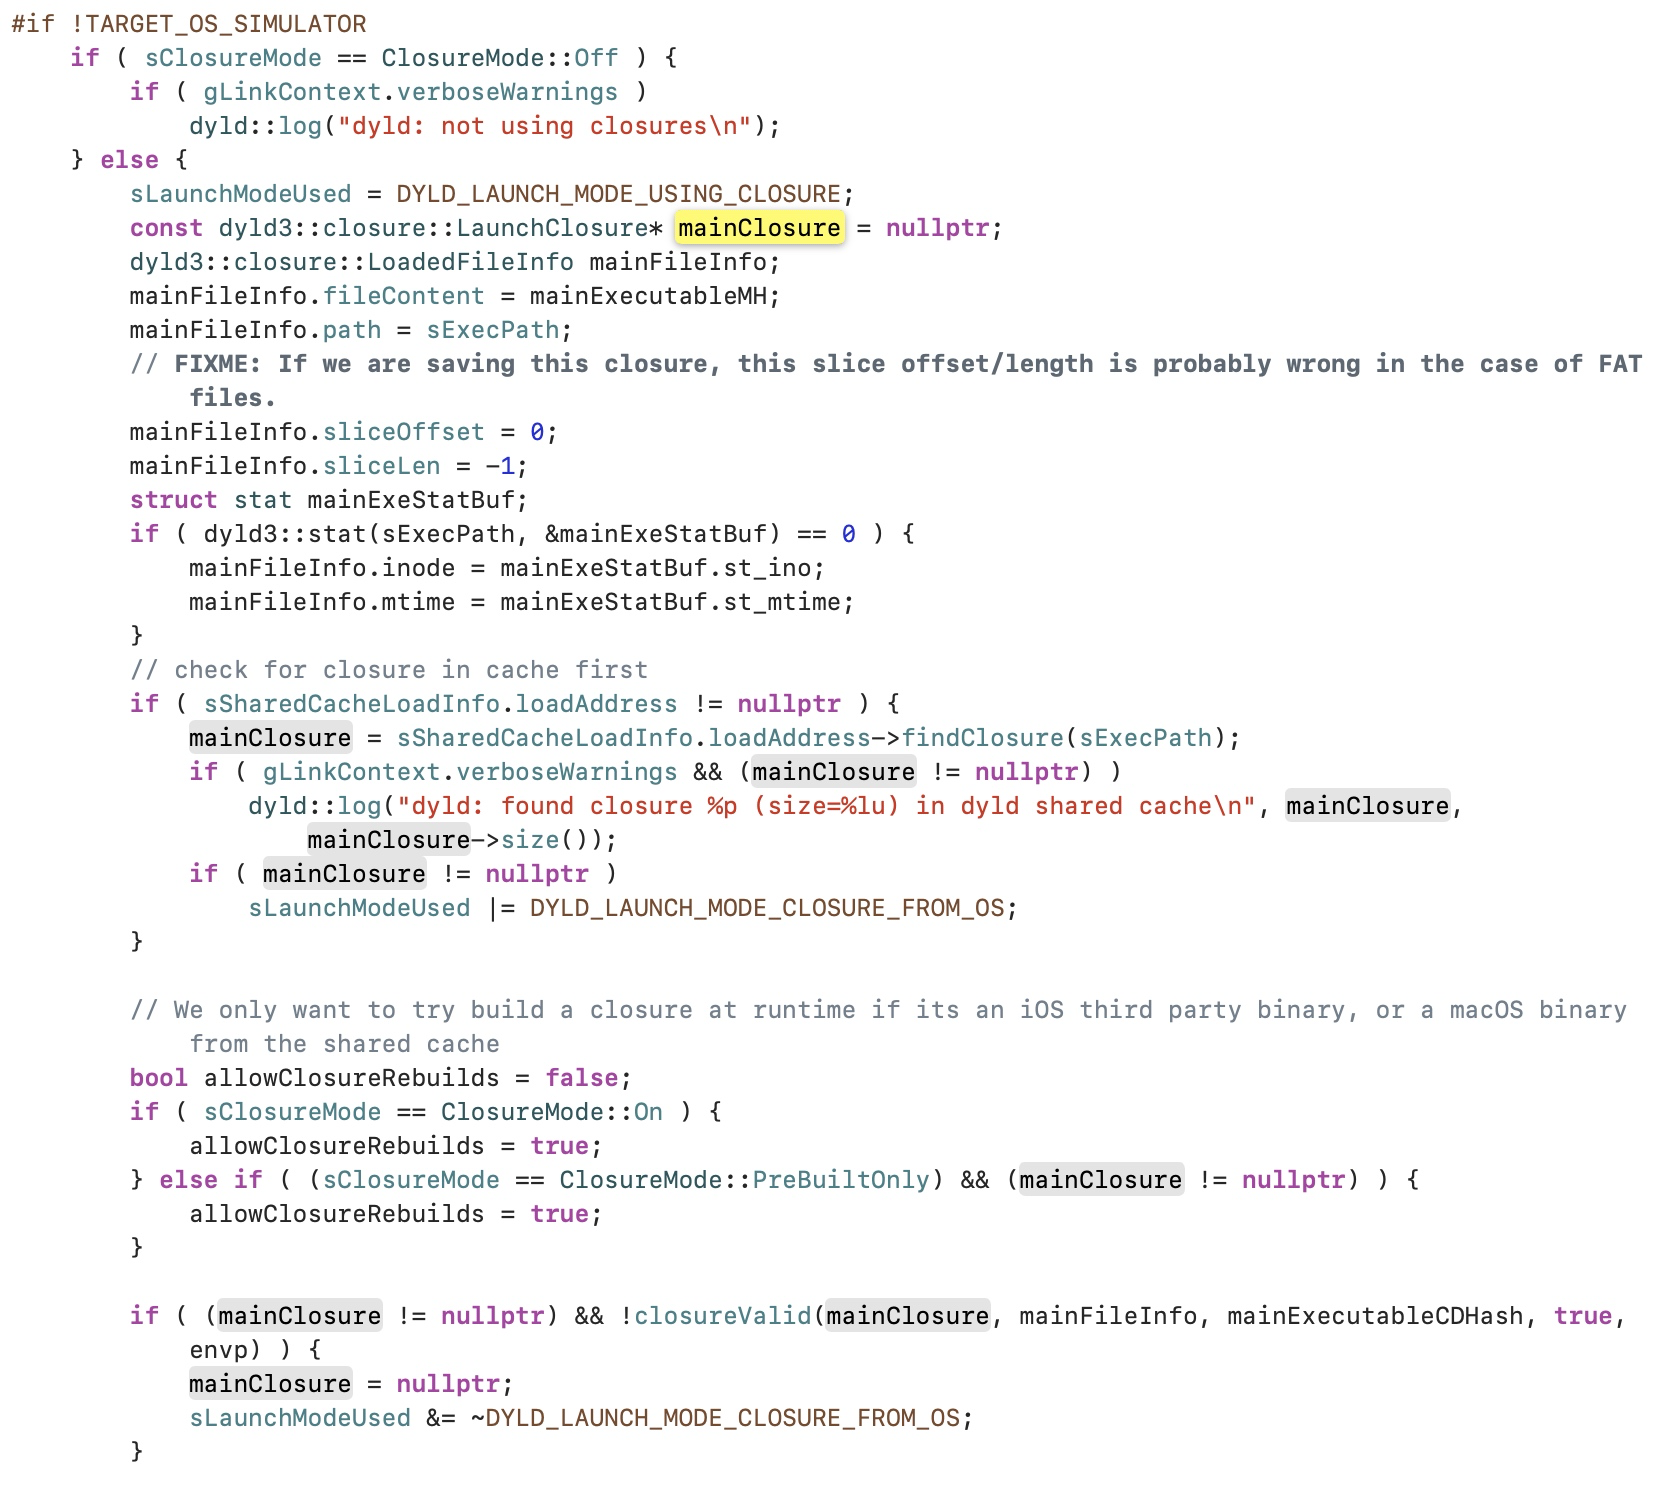 #if !TARGET_OS_SIMULATOR
    if ( sClosureMode == ClosureMode::Off ) {
        if ( gLinkContext.verboseWarnings )
            dyld::log("dyld: not using closures\n");
    } else {
        sLaunchModeUsed = DYLD_LAUNCH_MODE_USING_CLOSURE;
        const dyld3::closure::LaunchClosure* mainClosure = nullptr;
        dyld3::closure::LoadedFileInfo mainFileInfo;
        mainFileInfo.fileContent = mainExecutableMH;
        mainFileInfo.path = sExecPath;
        // FIXME: If we are saving this closure, this slice offset/length is probably wrong in the case of FAT
            files.
        mainFileInfo.sliceOffset = 0;
        mainFileInfo.sliceLen = -1;
        struct stat mainExeStatBuf;
        if ( dyld3::stat(sExecPath, &mainExeStatBuf) == 0 ) {
            mainFileInfo.inode = mainExeStatBuf.st_ino;
            mainFileInfo.mtime = mainExeStatBuf.st_mtime;
        }
        // check for closure in cache first
        if ( sSharedCacheLoadInfo.loadAddress != nullptr ) {
            mainClosure = sSharedCacheLoadInfo.loadAddress->findClosure(sExecPath);
            if ( gLinkContext.verboseWarnings && (mainClosure != nullptr) )
                dyld::log("dyld: found closure %p (size=%lu) in dyld shared cache\n", mainClosure,
                    mainClosure->size());
            if ( mainClosure != nullptr )
                sLaunchModeUsed |= DYLD_LAUNCH_MODE_CLOSURE_FROM_OS;
        }

        // We only want to try build a closure at runtime if its an iOS third party binary, or a macOS binary
            from the shared cache
        bool allowClosureRebuilds = false;
        if ( sClosureMode == ClosureMode::On ) {
            allowClosureRebuilds = true;
        } else if ( (sClosureMode == ClosureMode::PreBuiltOnly) && (mainClosure != nullptr) ) {
            allowClosureRebuilds = true;
        }

        if ( (mainClosure != nullptr) && !closureValid(mainClosure, mainFileInfo, mainExecutableCDHash, true,
            envp) ) {
            mainClosure = nullptr;
            sLaunchModeUsed &= ~DYLD_LAUNCH_MODE_CLOSURE_FROM_OS;
        }